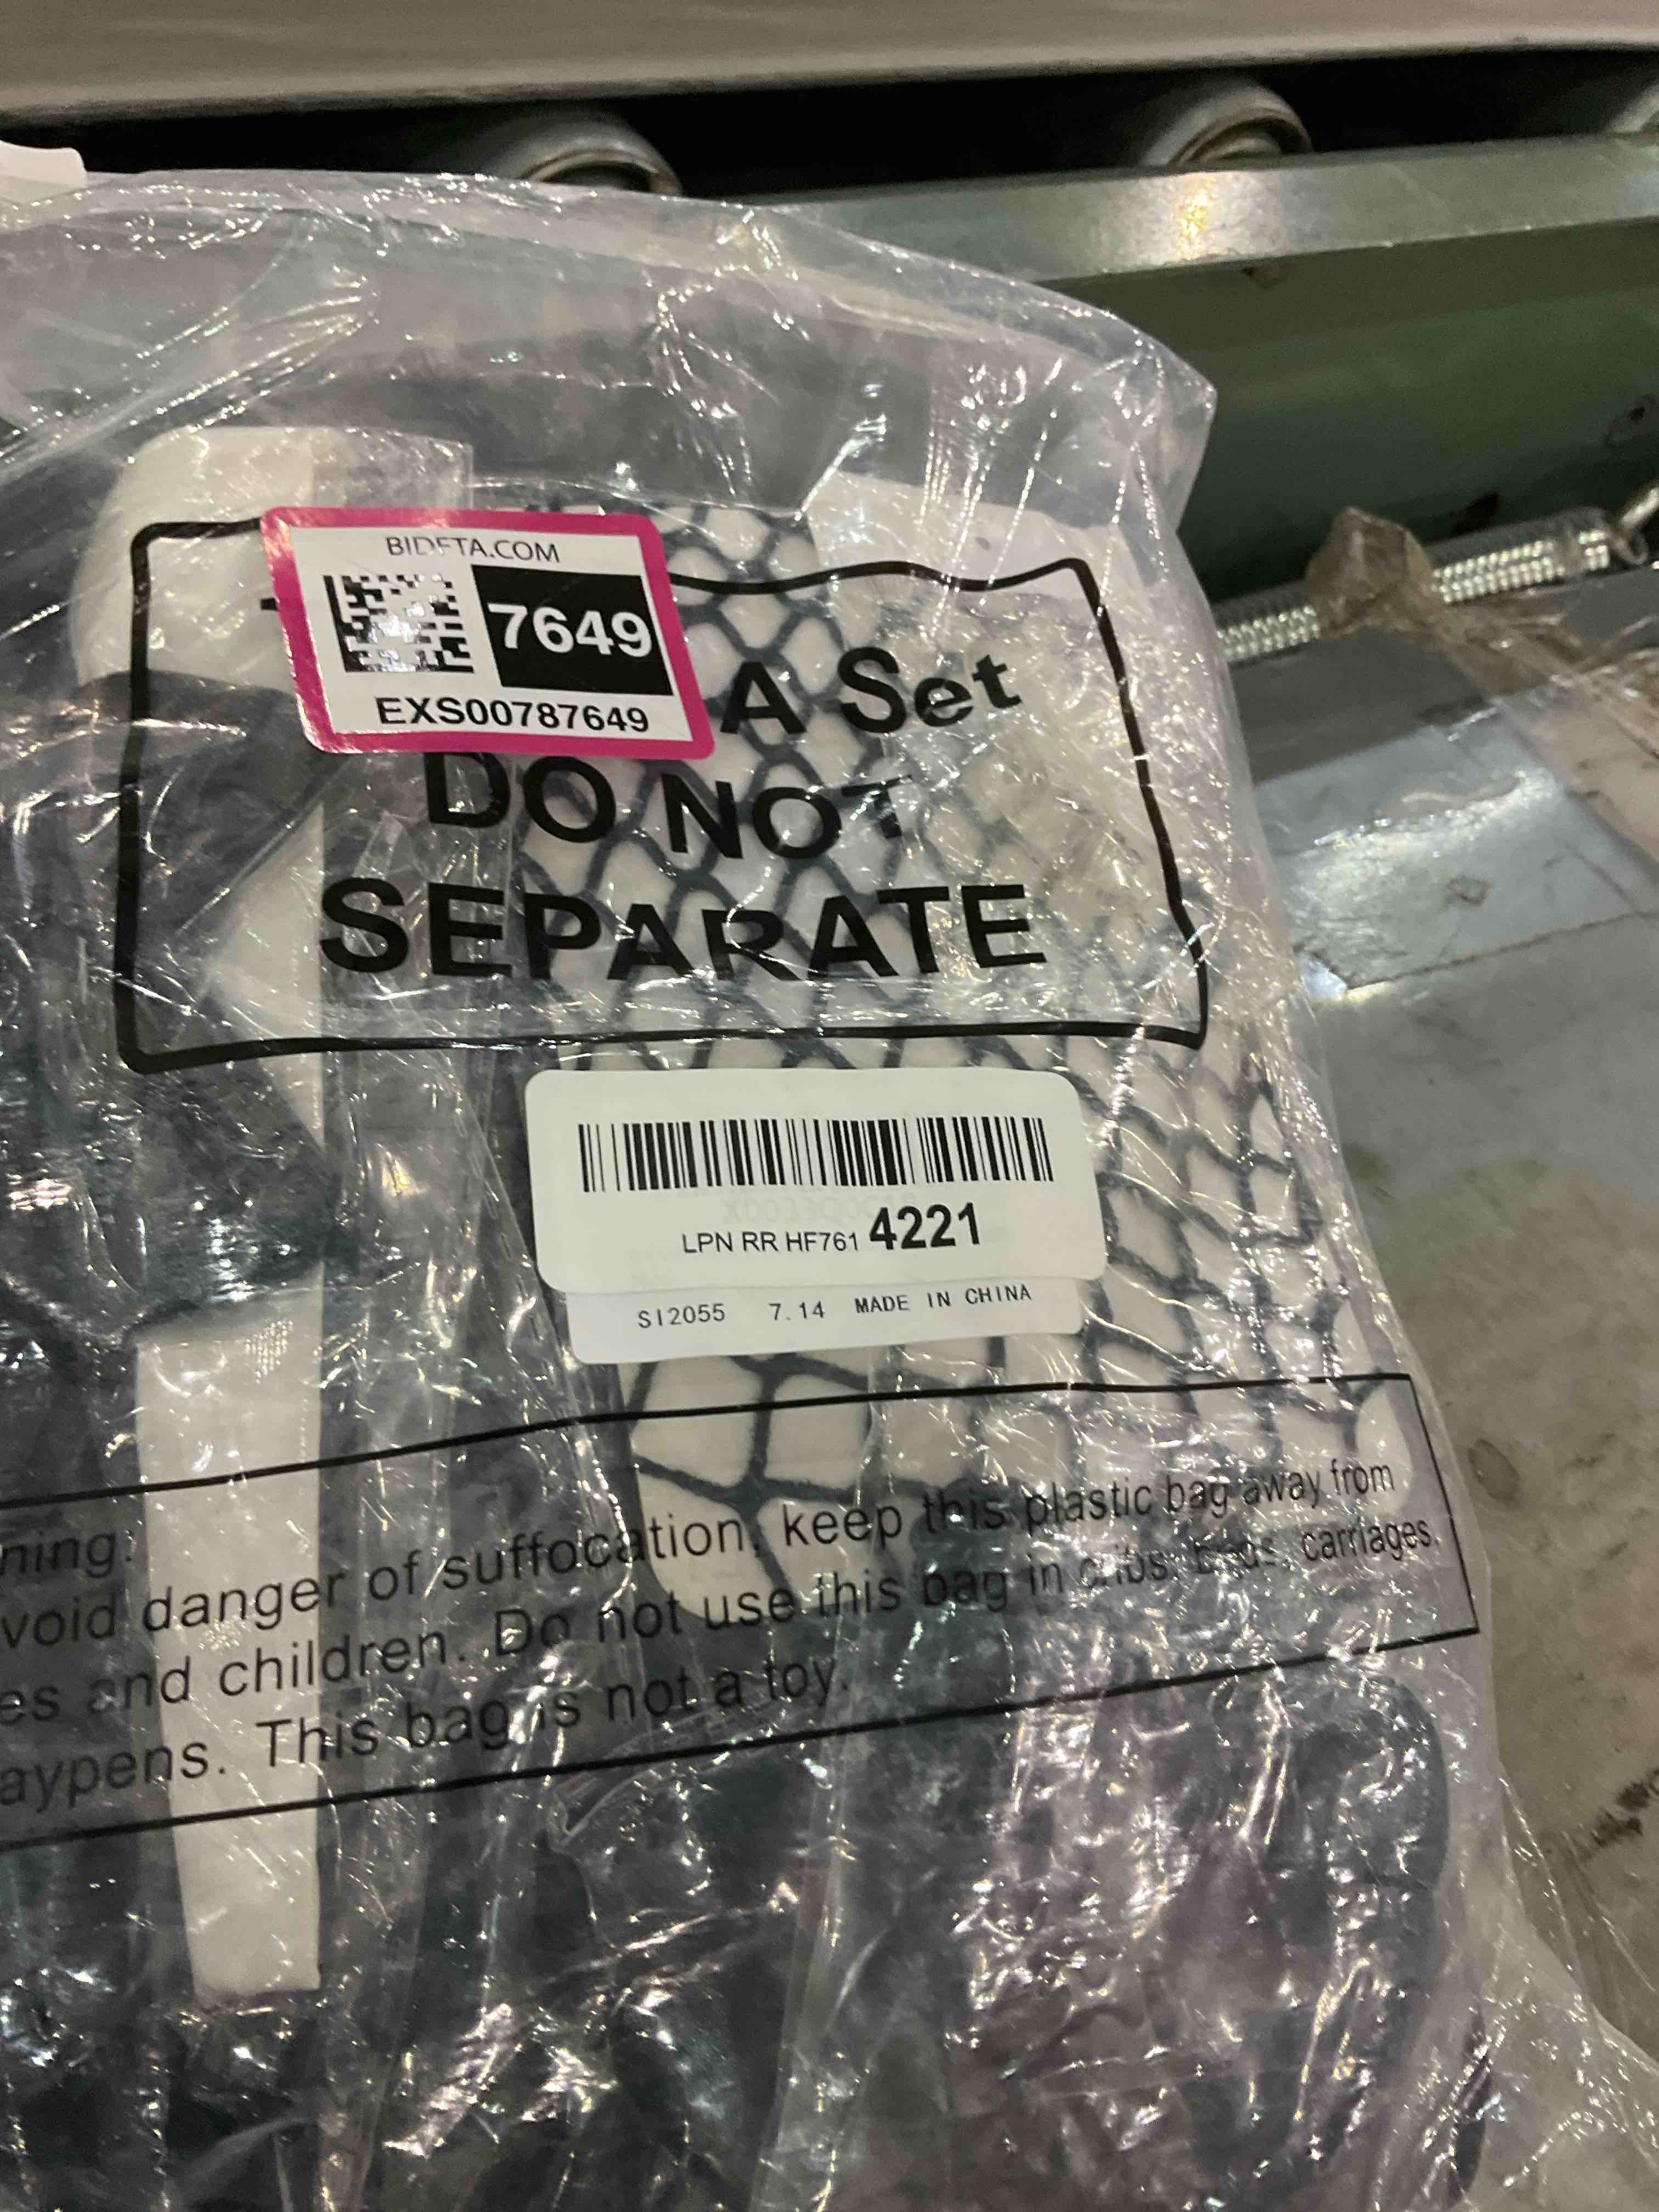 BIDFTA.COM
7649
EXS00787649
A Set
DO NOT
SEPARATE
LPN RR HF761 4221
SI2055 7.14 MADE IN CHINA
ning:
void danger of suffocation, keep this plastic bag away from
es and children. Do not use this bag in cribs, beds, carriages,
aypens. This bag is not a toy.